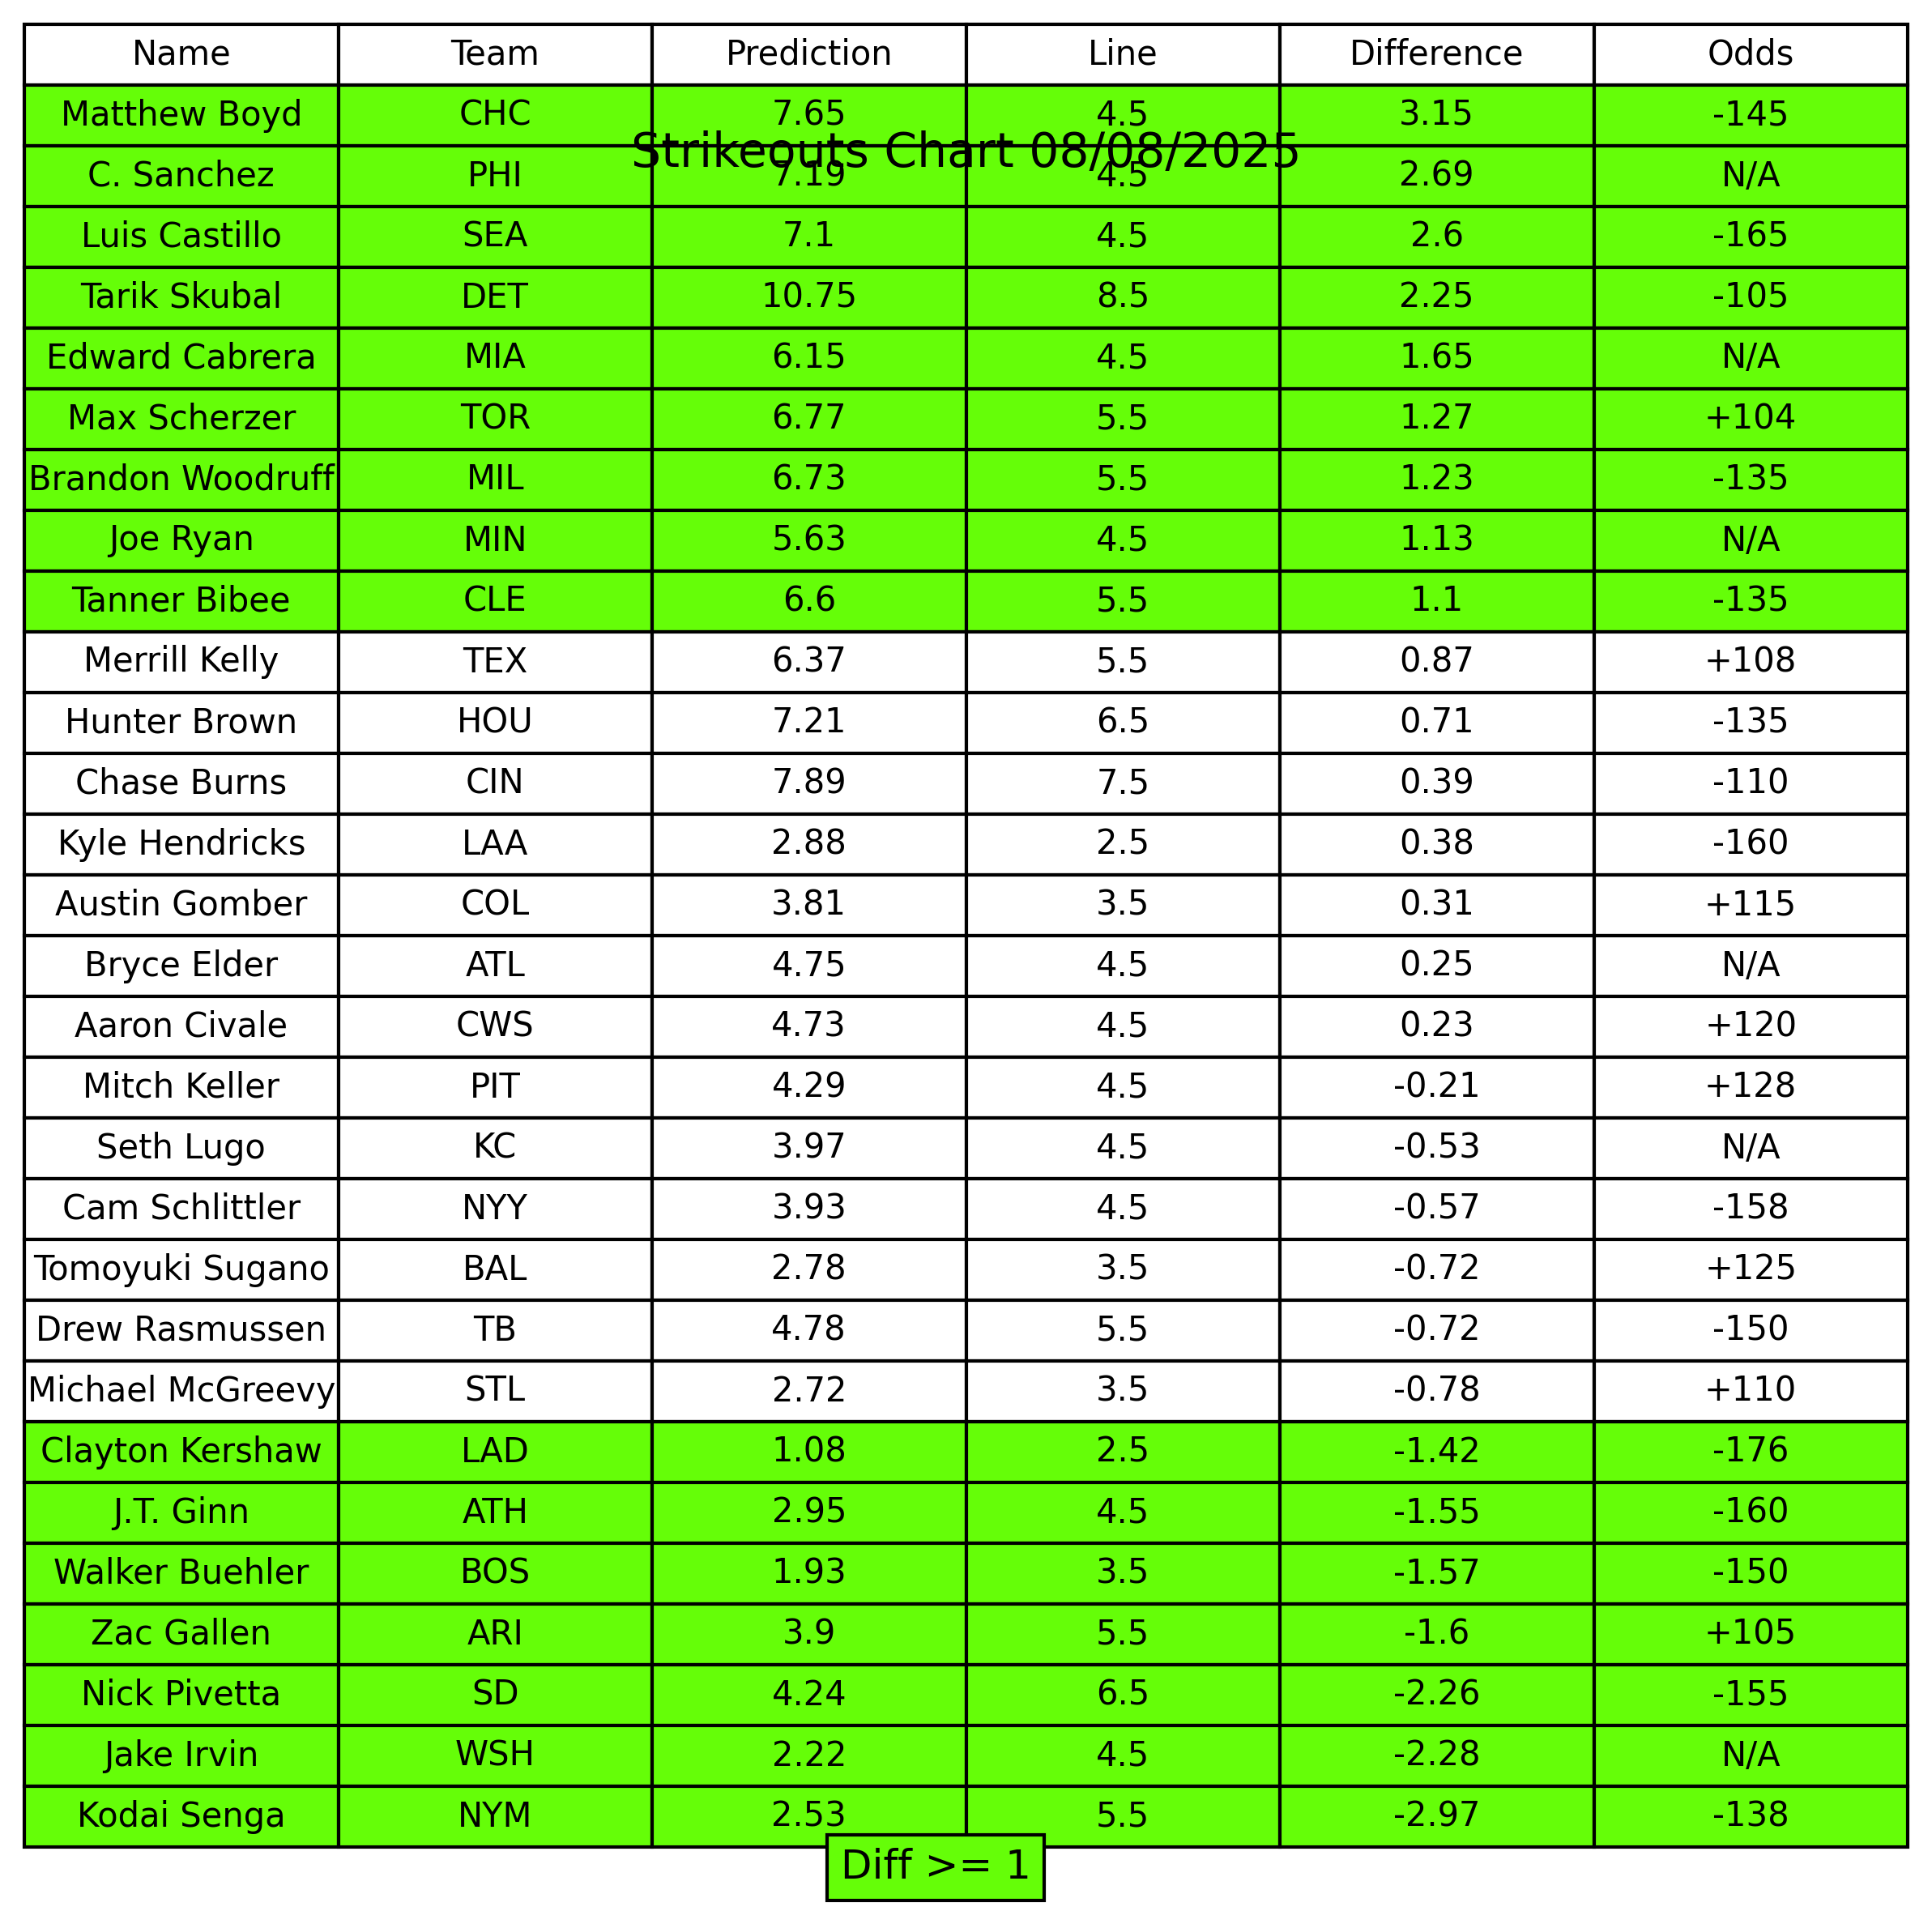 Name Team Prediction Line Difference Odds
Matthew Boyd CHC 7.65 4.5 3.15 -145
Strikeouts Chart 08/08/2025
C. Sanchez PHI 7.19 4.5 2.69 N/A
Luis Castillo SEA 7.1 4.5 2.6 -165
Tarik Skubal DET 10.75 8.5 2.25 -105
Edward Cabrera MIA 6.15 4.5 1.65 N/A
Max Scherzer TOR 6.77 5.5 1.27 +104
Brandon Woodruff MIL 6.73 5.5 1.23 -135
Joe Ryan MIN 5.63 4.5 1.13 N/A
Tanner Bibee CLE 6.6 5.5 1.1 -135
Merrill Kelly TEX 6.37 5.5 0.87 +108
Hunter Brown HOU 7.21 6.5 0.71 -135
Chase Burns CIN 7.89 7.5 0.39 -110
Kyle Hendricks LAA 2.88 2.5 0.38 -160
Austin Gomber COL 3.81 3.5 0.31 +115
Bryce Elder ATL 4.75 4.5 0.25 N/A
Aaron Civale CWS 4.73 4.5 0.23 +120
Mitch Keller PIT 4.29 4.5 -0.21 +128
Seth Lugo KC 3.97 4.5 -0.53 N/A
Cam Schlittler NYY 3.93 4.5 -0.57 -158
Tomoyuki Sugano BAL 2.78 3.5 -0.72 +125
Drew Rasmussen TB 4.78 5.5 -0.72 -150
Michael McGreevy STL 2.72 3.5 -0.78 +110
Clayton Kershaw LAD 1.08 2.5 -1.42 -176
J.T. Ginn ATH 2.95 4.5 -1.55 -160
Walker Buehler BOS 1.93 3.5 -1.57 -150
Zac Gallen ARI 3.9 5.5 -1.6 +105
Nick Pivetta SD 4.24 6.5 -2.26 -155
Jake Irvin WSH 2.22 4.5 -2.28 N/A
Kodai Senga NYM 2.53 5.5 -2.97 -138
Diff >= 1